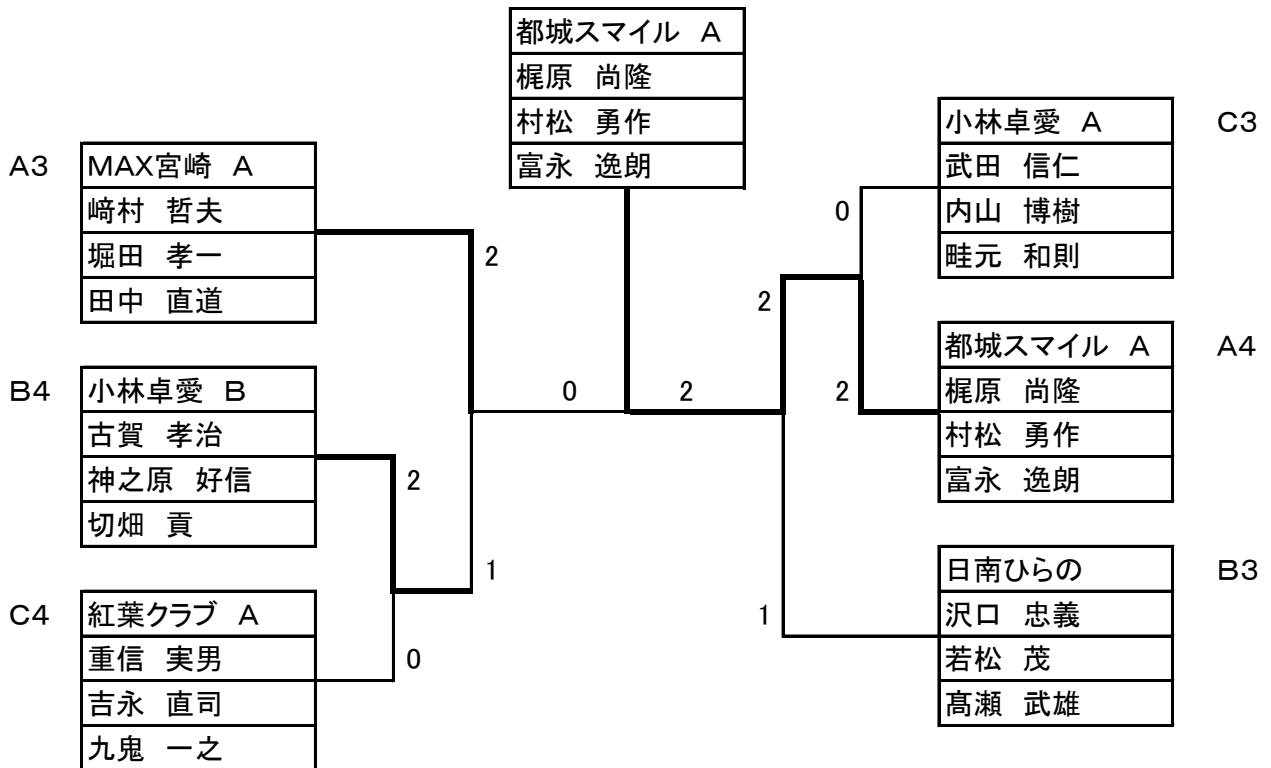 都城スマイル　A
梶原　尚隆
村松　勇作
富永　逸朗
A3
MAX宮崎　A
﨑村　哲夫
堀田　孝一
田中　直道
2
B4
小林卓愛　B
古賀　孝治
神之原　好信
切畑　貢
2
1
C4
紅葉クラブ　A
重信　実男
吉永　直司
九鬼　一之
0
0
2
小林卓愛　A
C3
武田　信仁
内山　博樹
畦元　和則
0
2
都城スマイル　A
A4
梶原　尚隆
村松　勇作
富永　逸朗
2
日南ひらの
B3
沢口　忠義
若松　茂
髙瀬　武雄
1